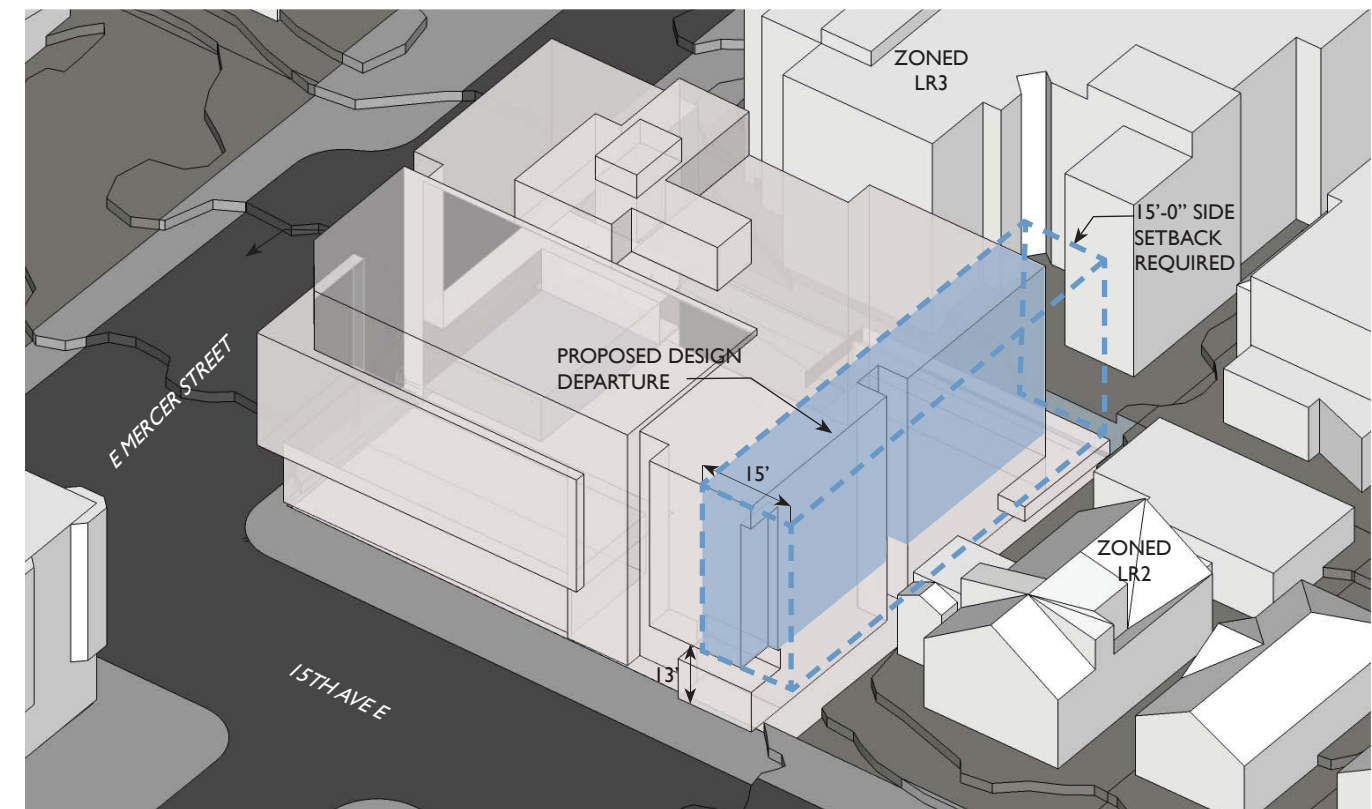 ZONED
LR3
15'-0" SIDE
SETBACK
REQUIRED
PROPOSED DESIGN
DEPARTURE
E MERCER STREET
15'
ZONED
LR2
13'
15TH AVE E